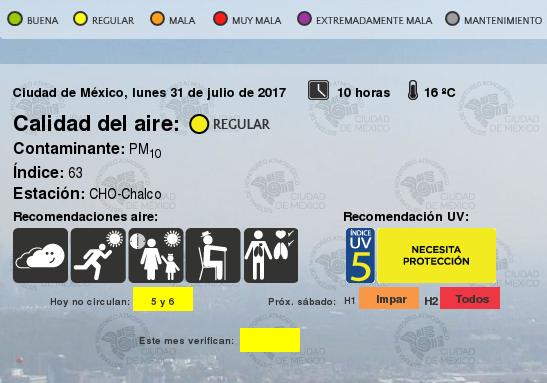 BUENA REGULAR MALA MUY MALA EXTREMADAMENTE MALA MANTENIMIENTO
Ciudad de México, lunes 31 de julio de 2017 10 horas 16 ºC
Calidad del aire: REGULAR
Contaminante: PM10
Índice: 63
Estación: CHO-Chalco
Recomendaciones aire: Recomendación UV:
ÍNDICE
UV
5
NECESITA
PROTECCIÓN
Hoy no circulan: 5 y 6 Próx. sábado: H1 Impar H2 Todos
Este mes verifican:
CIUDAD
DE MÉXICO